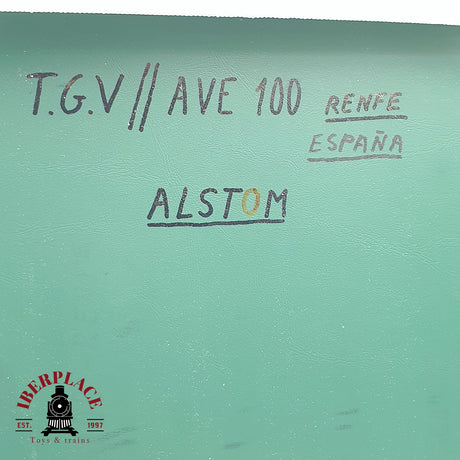 T.G.V // AVE 100 RENFE
ESPAÑA
ALSTOM
IBERPLACE
EST. 1997
Toys & trains